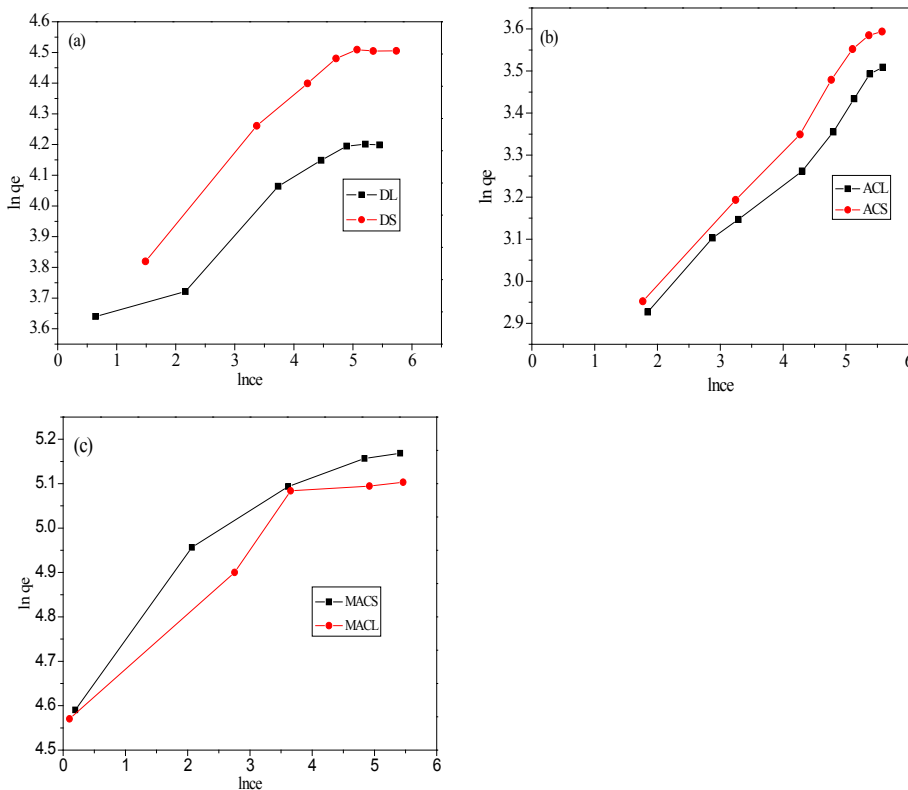 (a)
4.6
4.5
4.4
4.3
4.2
4.1
4.0
3.9
3.8
3.7
3.6
ln qe
DL
DS
0 1 2 3 4 5 6
lnce
(b)
3.6
3.5
3.3
3.2
3.1
3.0
2.9
ln qe
ACL
ACS
0 1 2 3 4 5 6
lnce
(c)
5.2
5.1
5.0
4.9
4.8
4.7
4.6
4.5
ln qe
MACS
MACL
0 1 2 3 4 5 6
lnce